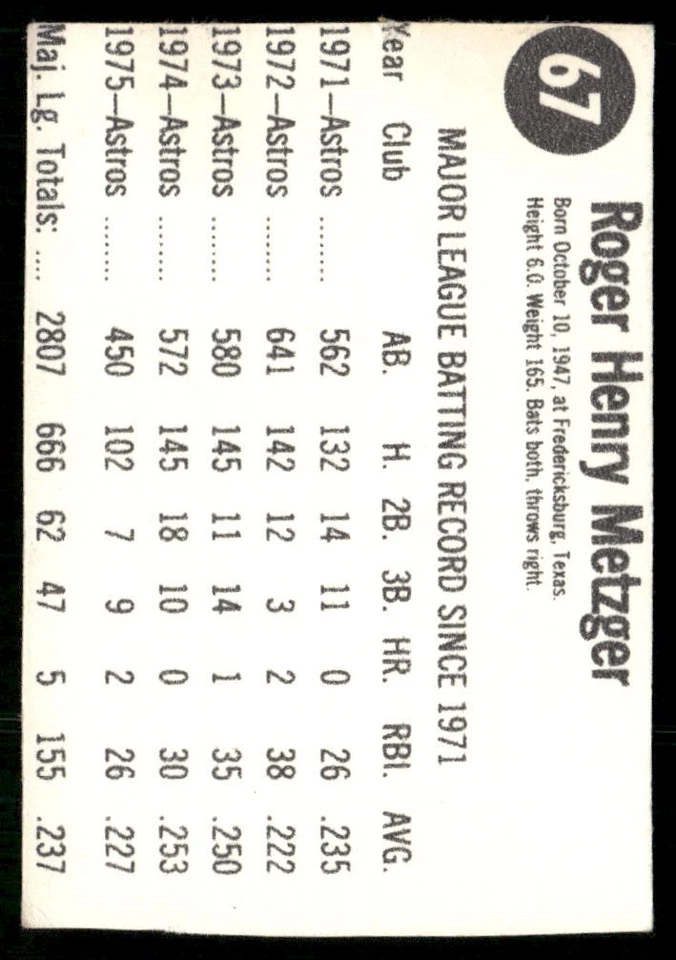 67
Roger Henry Metzger
Born October 10, 1947, at Fredericksburg, Texas.
Height 6.0. Weight 165. Bats both, throws right.
MAJOR LEAGUE BATTING RECORD SINCE 1971
Year Club AB. H. 2B. 3B. HR. RBI. AVG.
1971—Astros ......... 562 132 14 11 0 26 .235
1972—Astros ......... 641 142 12 3 2 38 .222
1973—Astros ......... 580 145 11 14 1 35 .250
1974—Astros ......... 572 145 18 10 0 30 .253
1975—Astros ......... 450 102 7 9 2 26 .227
Maj. Lg. Totals: .... 2807 666 62 47 5 155 .237